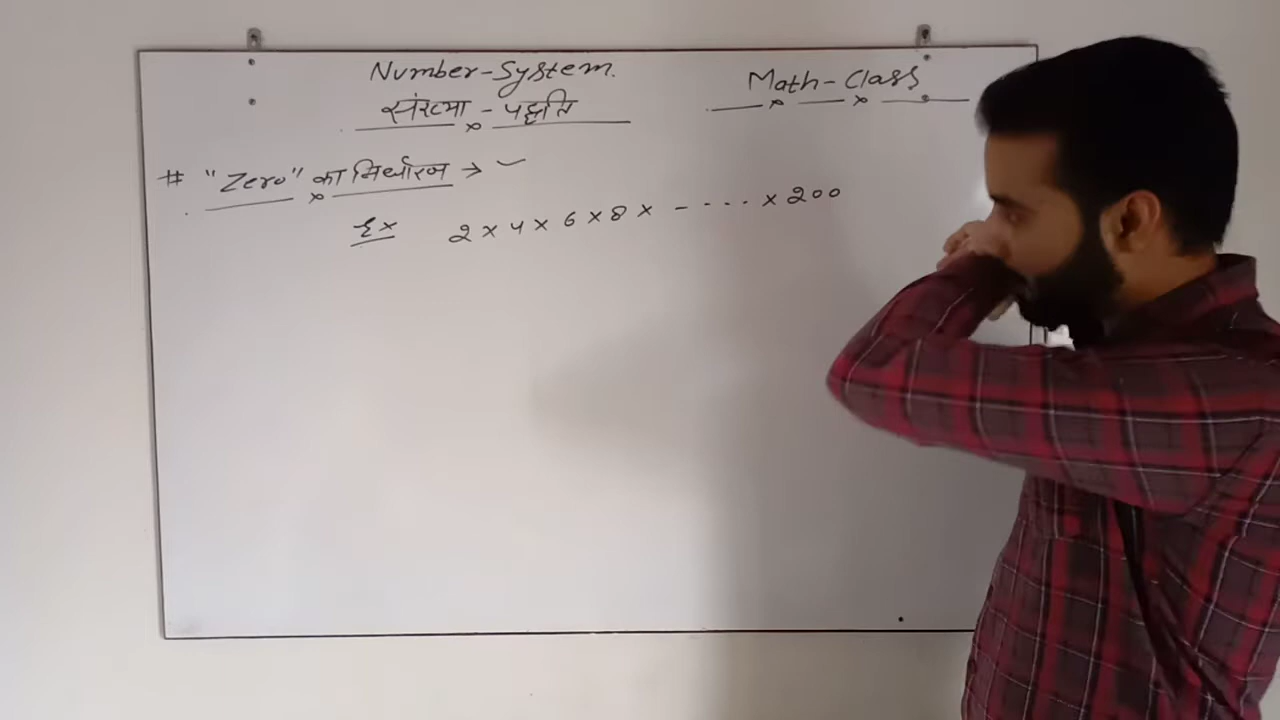 Number-System.
संख्या - पद्धति
Math-Class
# "Zero" का निर्धारण →
Ex 2 x 4 x 6 x 8 x - .... x 200